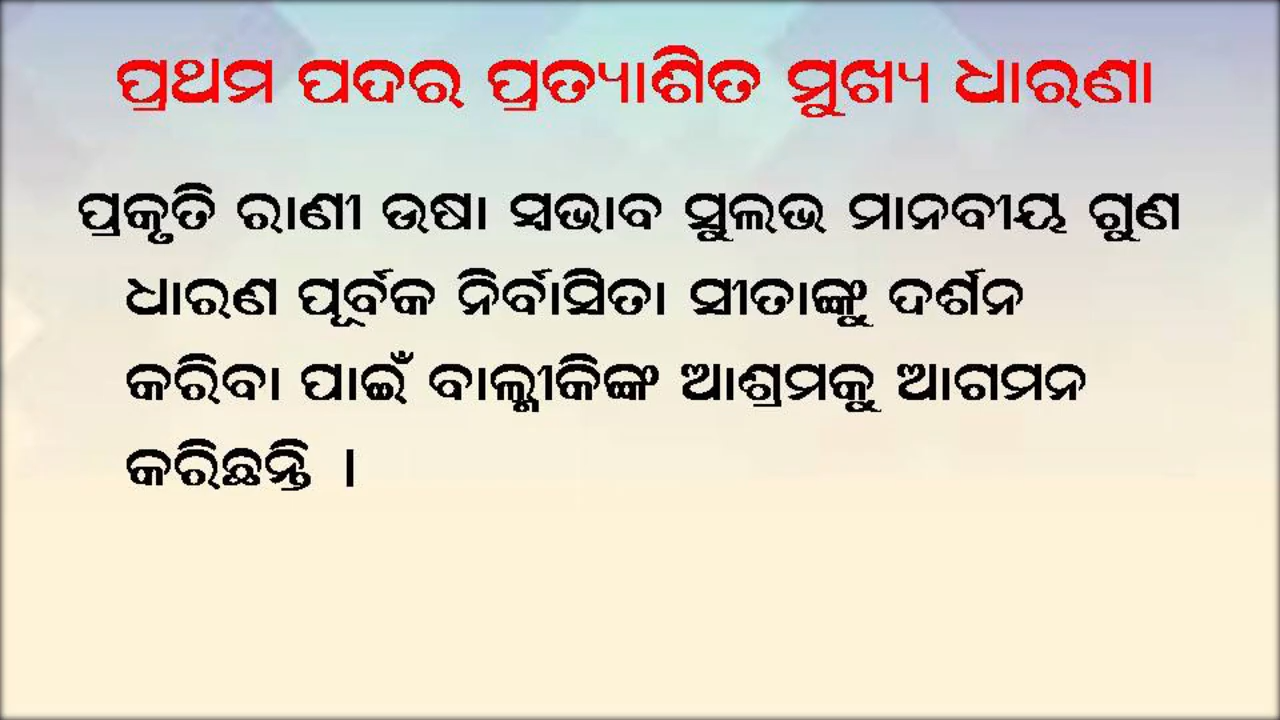 ପ୍ରଥମ ପଦର ପ୍ରତ୍ୟାଶିତ ମୁଖ୍ୟ ଧାରଣା
ପ୍ରକୃତି ରାଣୀ ଉଷା ସ୍ୱଭାବ ସୁଲଭ ମାନବୀୟ ଗୁଣ
ଧାରଣ ପୂର୍ବକ ନିର୍ବାସିତା ସୀତାଙ୍କୁ ଦର୍ଶନ
କରିବା ପାଇଁ ବାଲ୍ମୀକିଙ୍କ ଆଶ୍ରମକୁ ଆଗମନ
କରିଛନ୍ତି ।